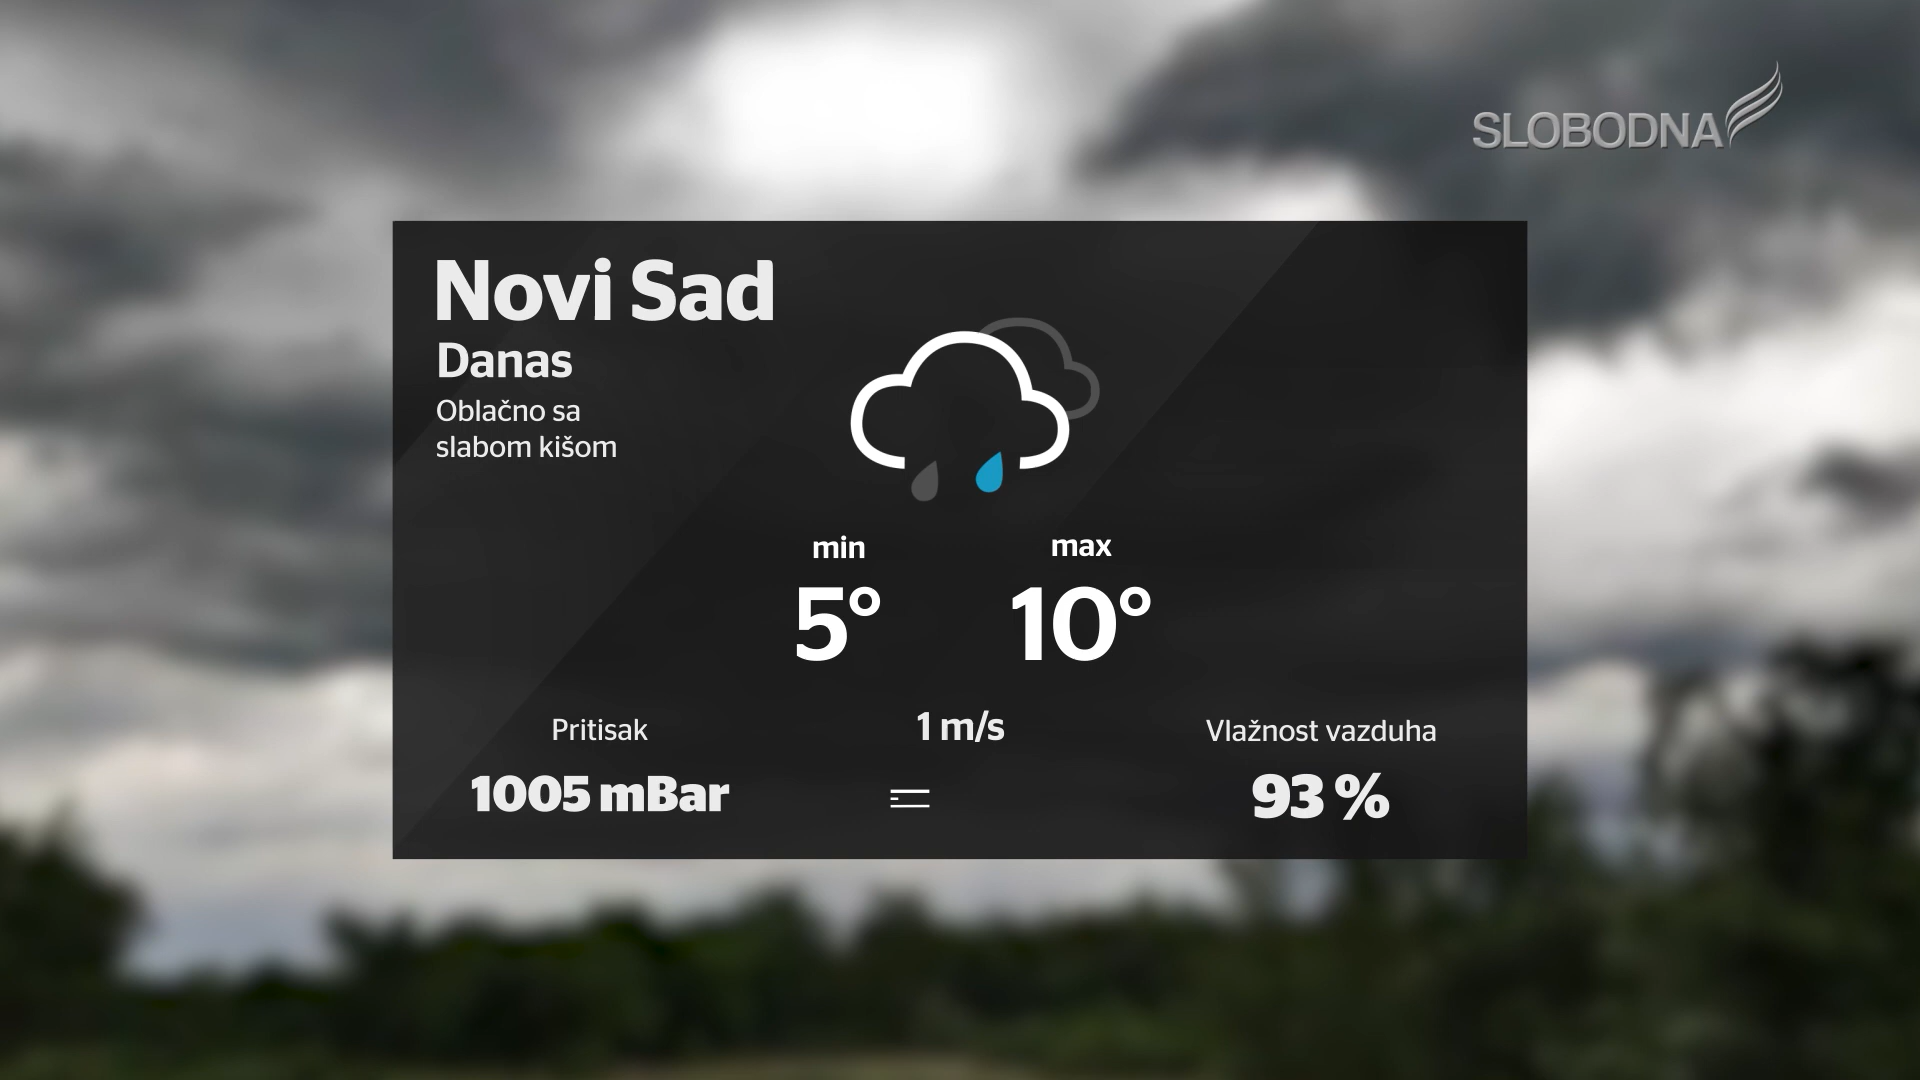 SLOBODNA
Novi Sad
Danas
Oblačno sa
slabom kišom
min
max
5°
10°
Pritisak
1 m/s
Vlažnost vazduha
1005 mBar
93 %